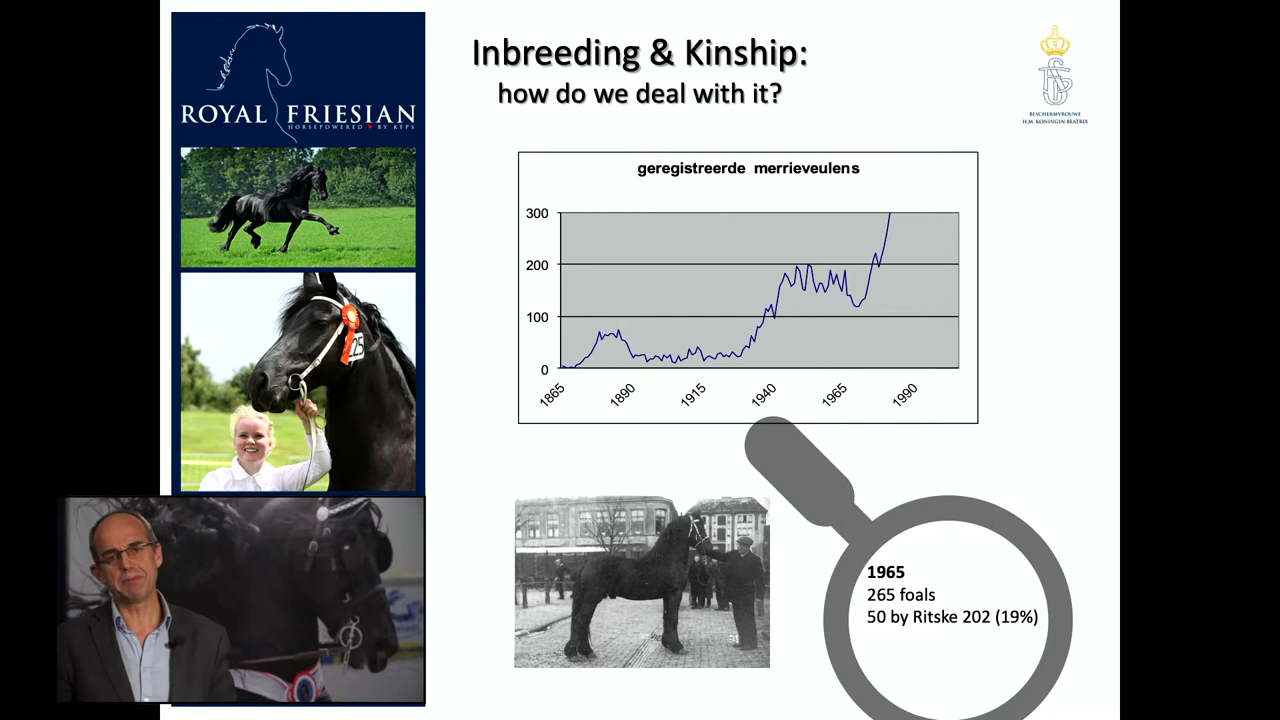 ROYAL FRIESIAN
HORSEPOWERED BY KFPS
Inbreeding & Kinship:
how do we deal with it?
BESCHERMVROUWE
H.M. KONINGIN BEATRIX
geregistreerde merrieveulens
300
200
100
0
1865
1890
1915
1940
1965
1990
25
1965
265 foals
50 by Ritske 202 (19%)